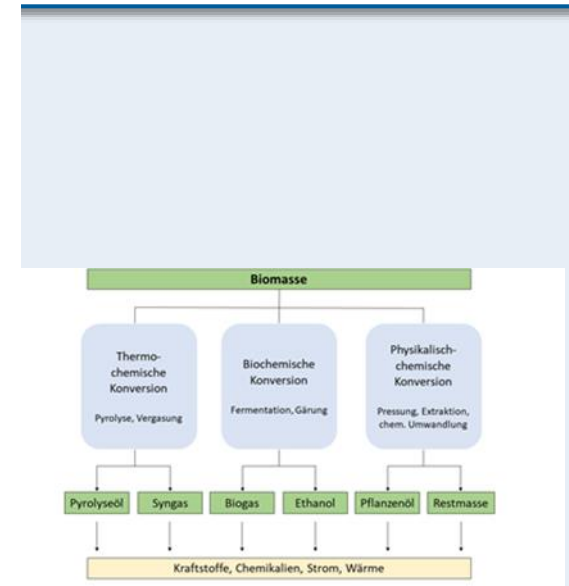 Biomasse
Thermo-
chemische
Konversion
Pyrolyse, Vergasung
Biochemische
Konversion
Fermentation, Gärung
Physikalisch-
chemische
Konversion
Pressung, Extraktion,
chem. Umwandlung
Pyrolyseöl
Syngas
Biogas
Ethanol
Pflanzenöl
Restmasse
Kraftstoffe, Chemikalien, Strom, Wärme